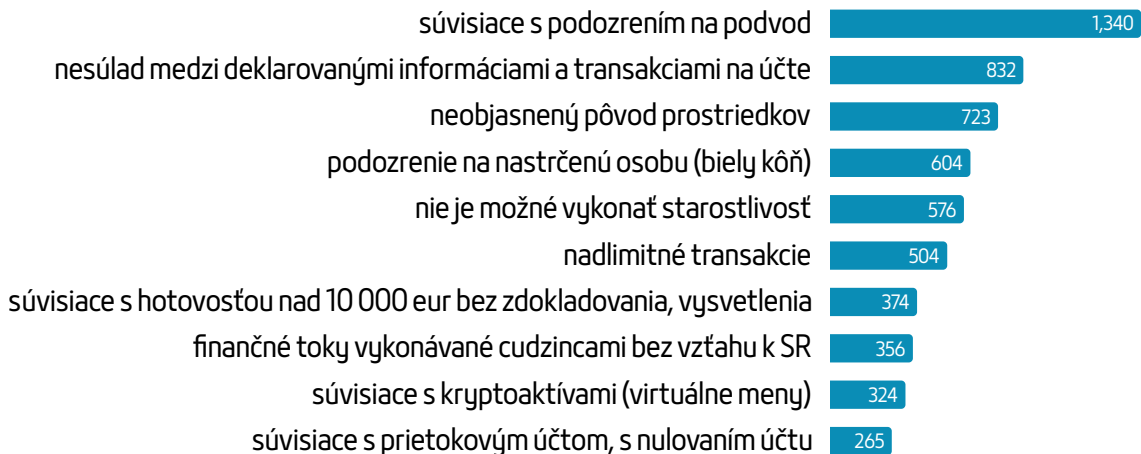 súvisiace s podozrením na podvod 1,340
nesúlad medzi deklarovanými informáciami a transakciami na účte 832
neobjasnený pôvod prostriedkov 723
podozrenie na nastrčenú osobu (biely kôň) 604
nie je možné vykonať starostlivosť 576
nadlimitné transakcie 504
súvisiace s hotovosťou nad 10 000 eur bez zdokladovania, vysvetlenia 374
finančné toky vykonávané cudzincami bez vzťahu k SR 356
súvisiace s kryptoaktívami (virtuálne meny) 324
súvisiace s prietokovým účtom, s nulovaním účtu 265